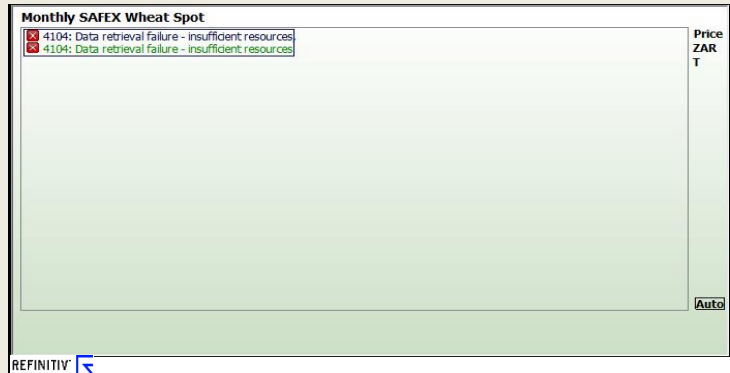 Monthly SAFEX Wheat Spot
4104: Data retrieval failure - insufficient resources.
4104: Data retrieval failure - insufficient resources
Price
ZAR
T
Auto
REFINITIV